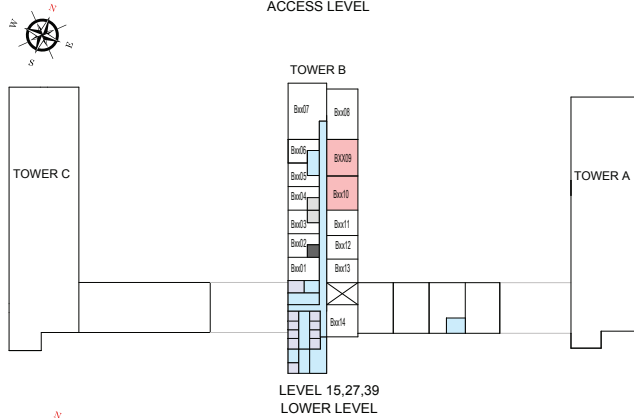 ACCESS LEVEL
N
W
E
S
TOWER B
Bxx07
Bxx08
Bxx06
BXX09
Bxx05
TOWER C
TOWER A
Bxx04
Bxx10
Bxx03
Bxx11
Bxx02
Bxx12
Bxx01
Bxx13
Bxx14
LEVEL 15,27,39
LOWER LEVEL
N